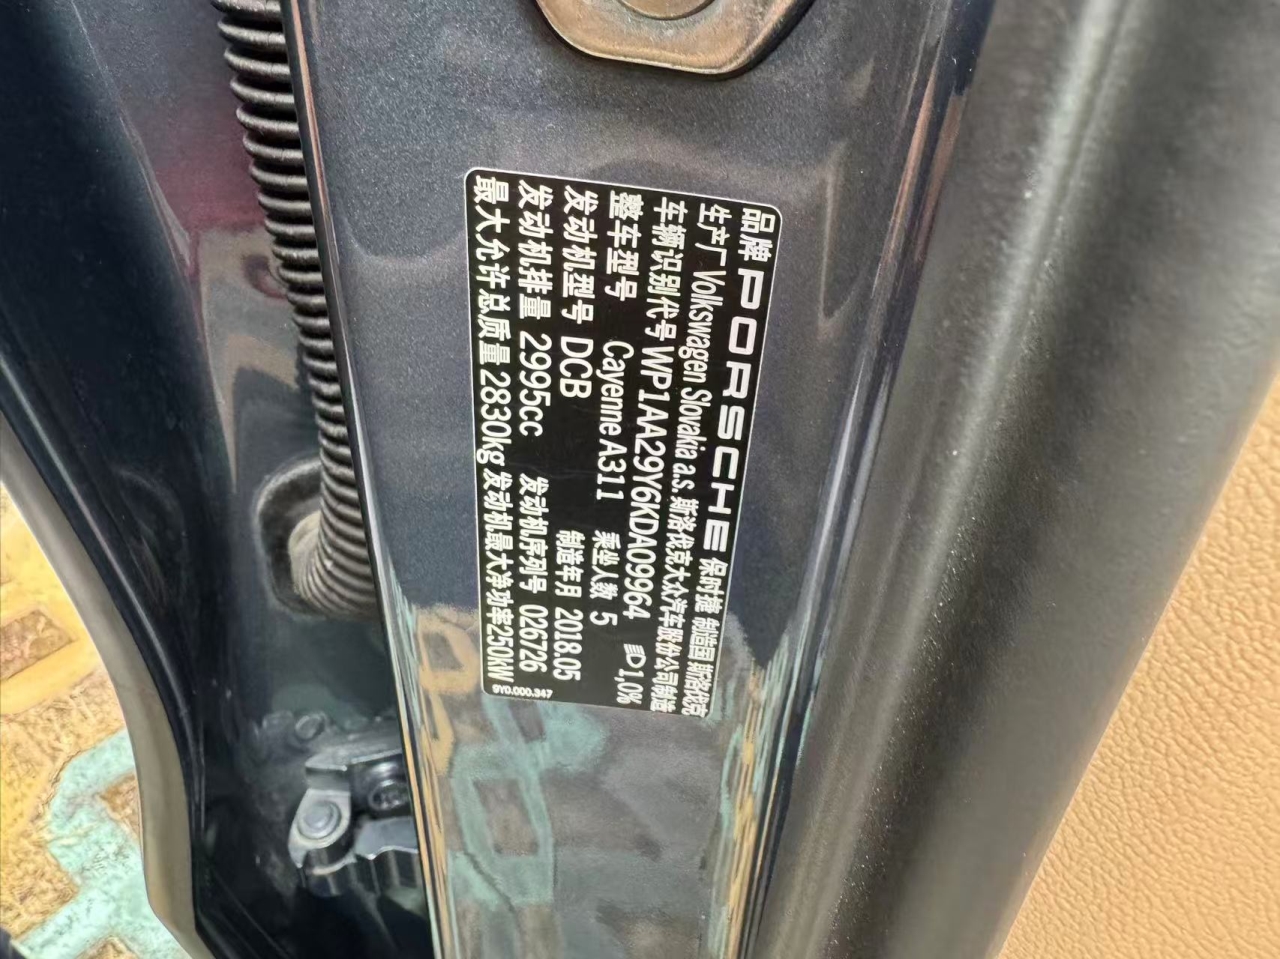 品牌 PORSCHE 保时捷 制造国 斯洛伐克
生产厂 Volkswagen Slovakia a.s. 斯洛伐克大众汽车股份公司制造
车辆识别代号 WP1AA29Y6KDA09964 1,0%
整车型号 Cayenne A311 乘坐人数 5
发动机型号 DCB 制造年月 2018.05
发动机排量 2995cc 发动机序列号 026726
最大允许总质量 2830kg 发动机最大净功率250KW
9Y0.000.347